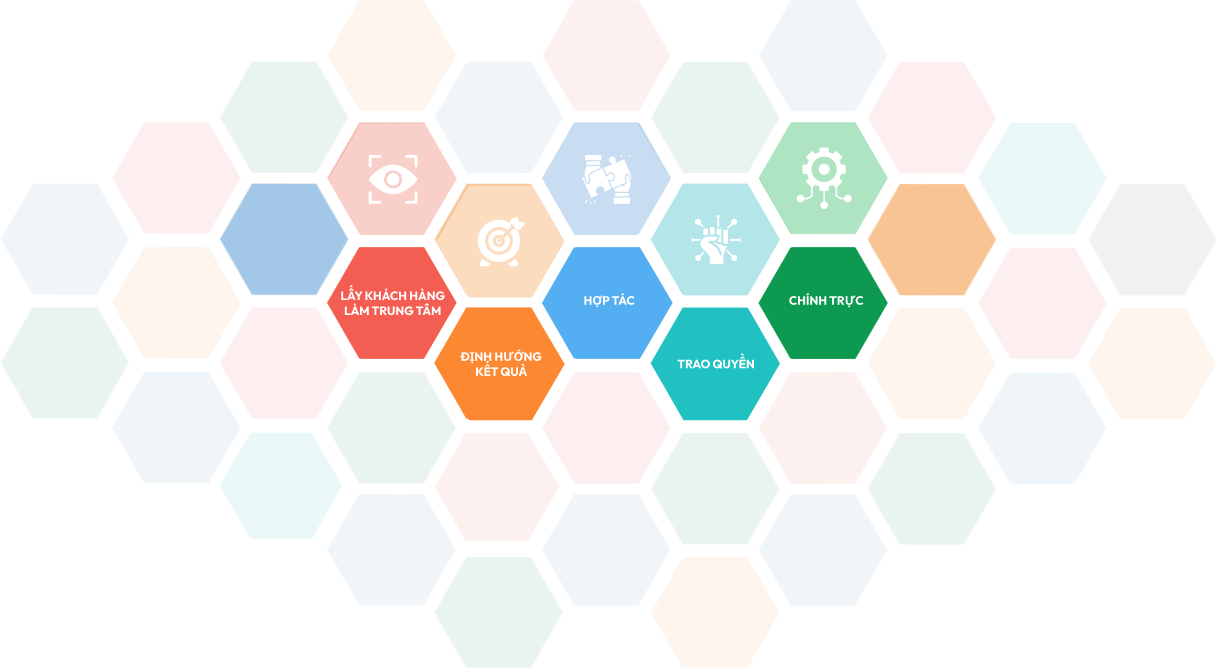 LẤY KHÁCH HÀNG
LÀM TRUNG TÂM
ĐỊNH HƯỚNG
KẾT QUẢ
HỢP TÁC
TRAO QUYỀN
CHÍNH TRỰC